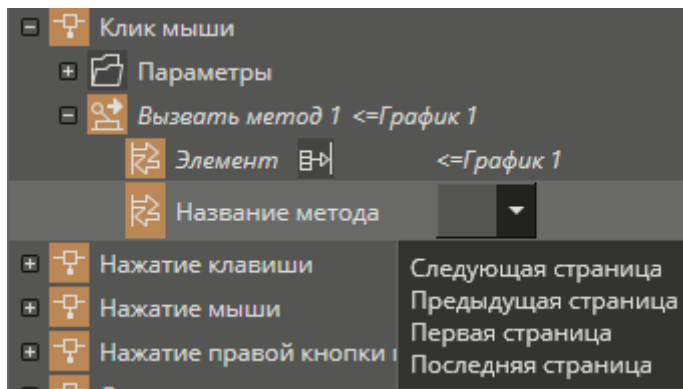 Клик мыши
Параметры
Вызвать метод 1 <=График 1
Элемент <=График 1
Название метода
Нажатие клавиши
Нажатие мыши
Нажатие правой кнопки
Следующая страница
Предыдущая страница
Первая страница
Последняя страница